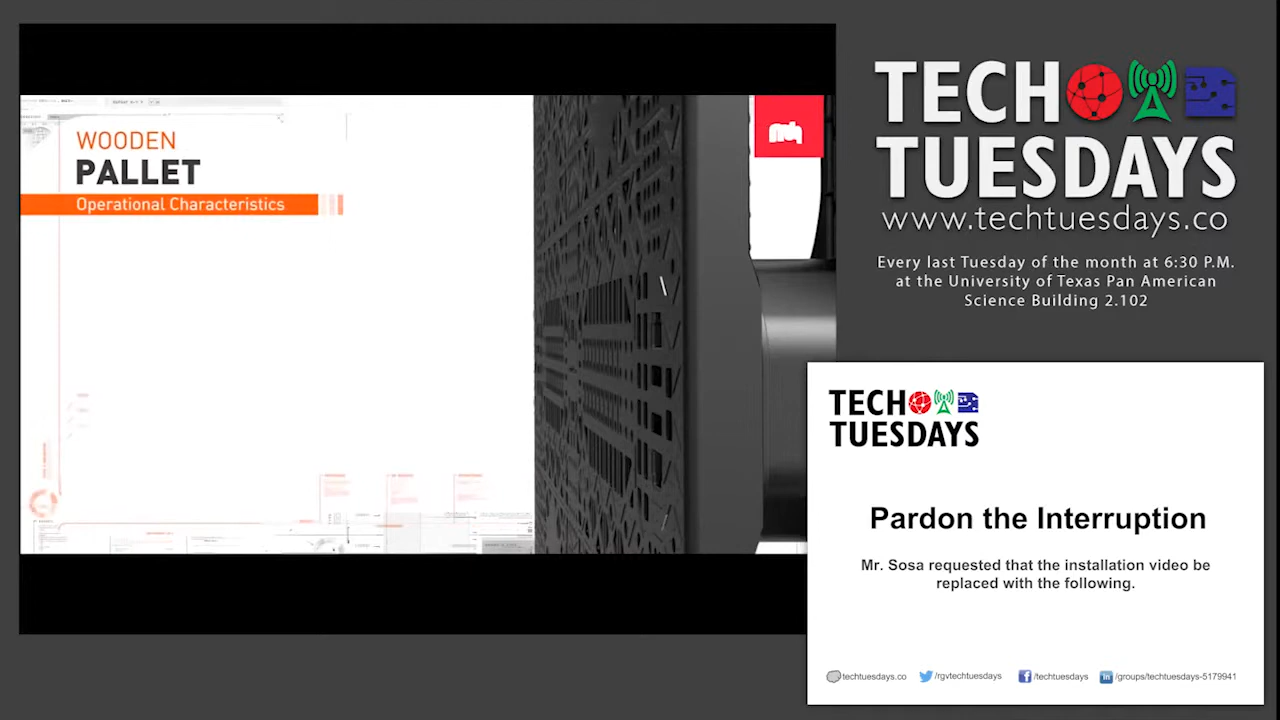 WOODEN
PALLET
Operational Characteristics
TECH
TUESDAYS
www.techtuesdays.co
Every last Tuesday of the month at 6:30 P.M.
at the University of Texas Pan American
Science Building 2.102
TECH
TUESDAYS
Pardon the Interruption
Mr. Sosa requested that the installation video be
replaced with the following.
techtuesdays.co /rgvtechtuesdays /techtuesdays /groups/techtuesdays-5179941